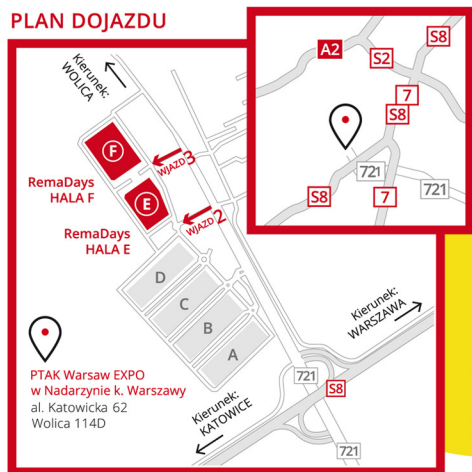 PLAN DOJAZDU
Kierunek:
WOLICA
F
WJAZD 3
RemaDays
HALA F
E
WJAZD 2
RemaDays
HALA E
D
C
B
A
Kierunek:
WARSZAWA
PTAK Warsaw EXPO
w Nadarzynie k. Warszawy
al. Katowicka 62
Wolica 114D
Kierunek:
KATOWICE
721
S8
721
S8
A2
S2
7
S8
721
721
S8
7